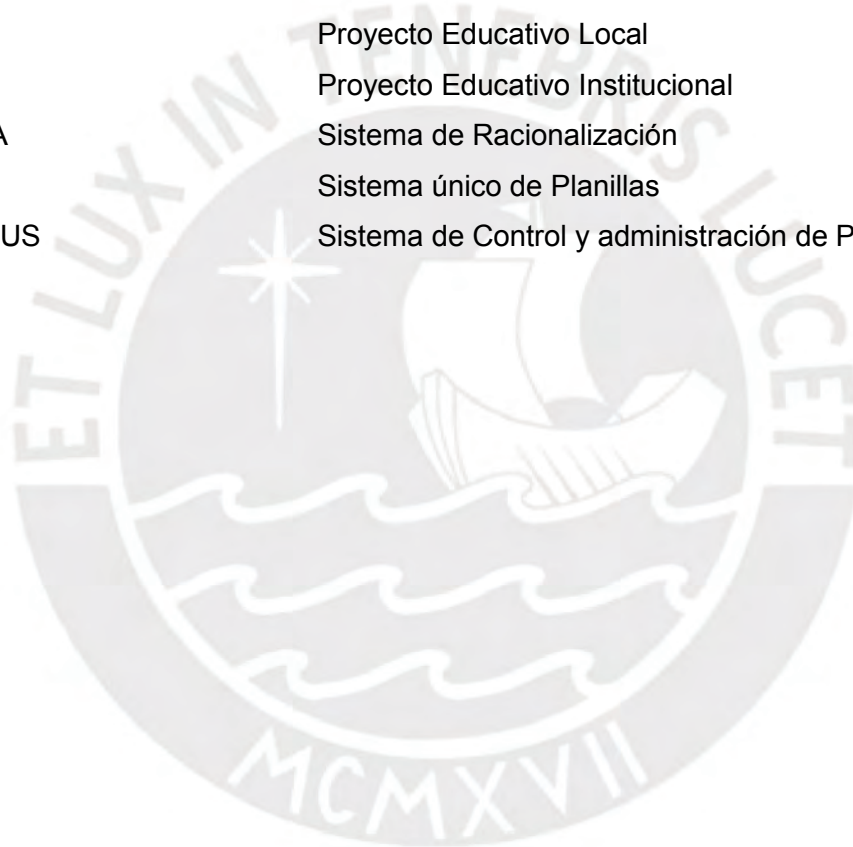 Proyecto Educativo Local
Proyecto Educativo Institucional
A Sistema de Racionalización
Sistema único de Planillas
US Sistema de Control y administración de P
ET LUX IN TENEBRIS LUCET
MCMXVII